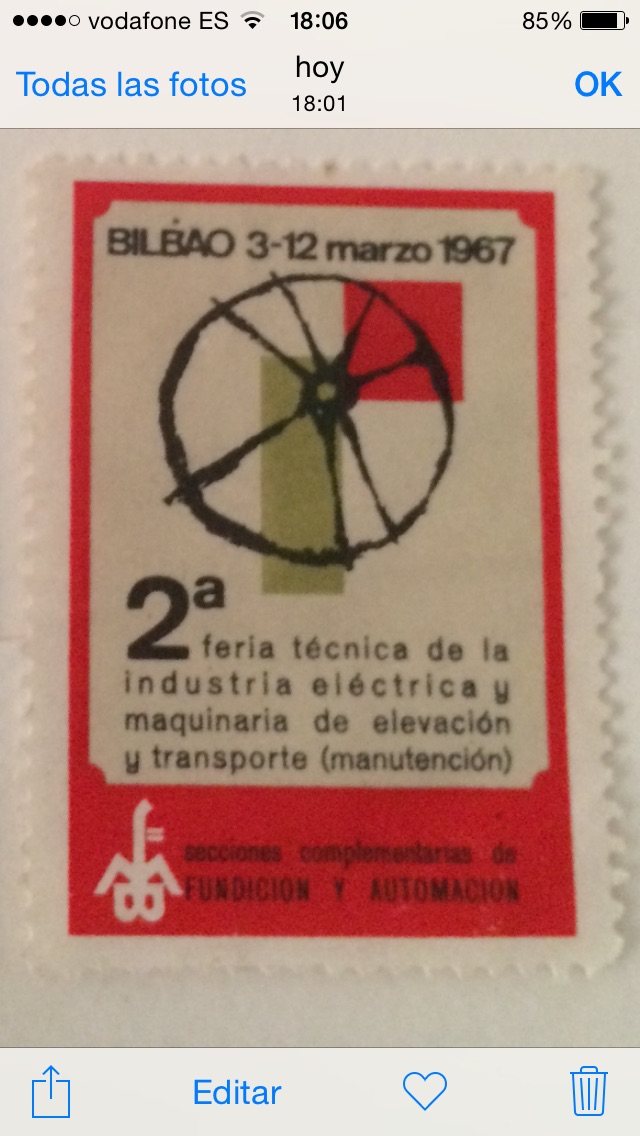 vodafone ES 18:06 85%
Todas las fotos hoy OK
18:01
BILBAO 3-12 marzo 1967
2ª feria técnica de la
industria eléctrica y
maquinaria de elevación
y transporte (manutención)
secciones complementarias de
FUNDICION Y AUTOMACION
Editar